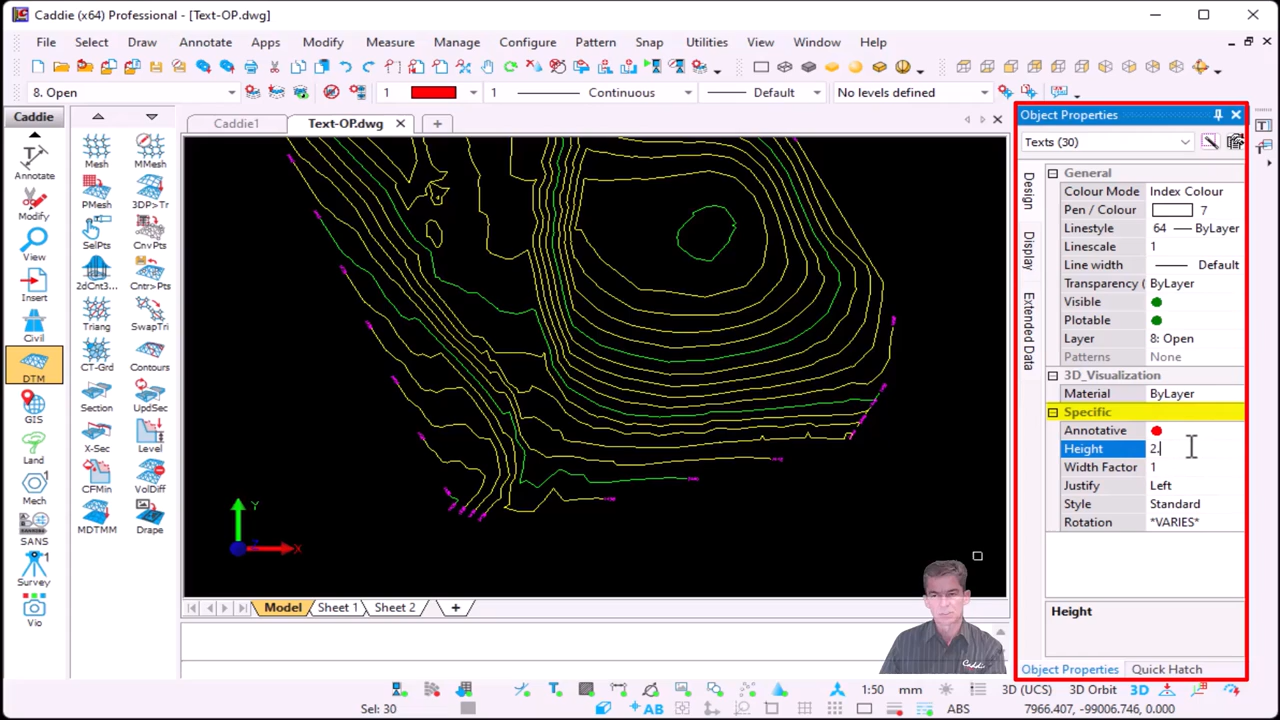 Caddie (x64) Professional - [Text-OP.dwg]
File Select Draw Annotate Apps Modify Measure Manage Configure Pattern Snap Utilities View Window Help
8. Open 1 1 Continuous Default No levels defined
Caddie
Caddie1 Text-OP.dwg
Annotate
Modify
View
Insert
Civil
DTM
GIS
Land
Mech
SANS
Survey
Vio
Mesh MMesh
PMesh 3DP>Tr
SelPts CnvPts
2dCnt3... Cntr>Pts
Triang SwapTri
CT-Grd Contours
Section UpdSec
X-Sec Level
CFMin VolDiff
MDTMM Drape
Y
X
Model Sheet 1 Sheet 2
Caddie
Object Properties
Texts (30)
Design
Display
Extended Data
General
Colour Mode Index Colour
Pen / Colour 7
Linestyle 64 ByLayer
Linescale 1
Line width Default
Transparency ( ByLayer
Visible
Plotable
Layer 8: Open
Patterns None
3D_Visualization
Material ByLayer
Specific
Annotative
Height 2.
Width Factor 1
Justify Left
Style Standard
Rotation *VARIES*
Height
Object Properties Quick Hatch
1:50 mm 3D (UCS) 3D Orbit 3D
Sel: 30 AB ABS 7966.407, -99006.746, 0.000